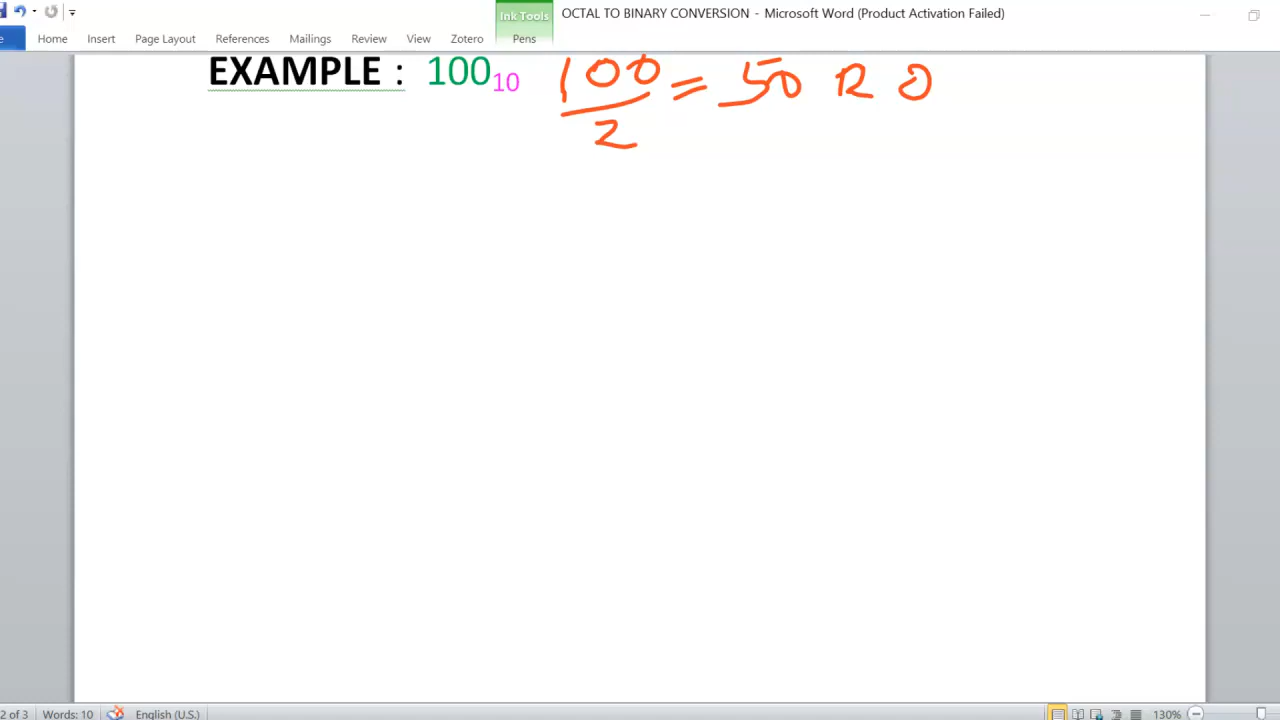 Ink Tools
OCTAL TO BINARY CONVERSION - Microsoft Word (Product Activation Failed)
Home Insert Page Layout References Mailings Review View Zotero Pens
EXAMPLE : 100₁₀ 100/2 = 50 R 0
2 of 3 Words: 10 English (U.S.) 130%